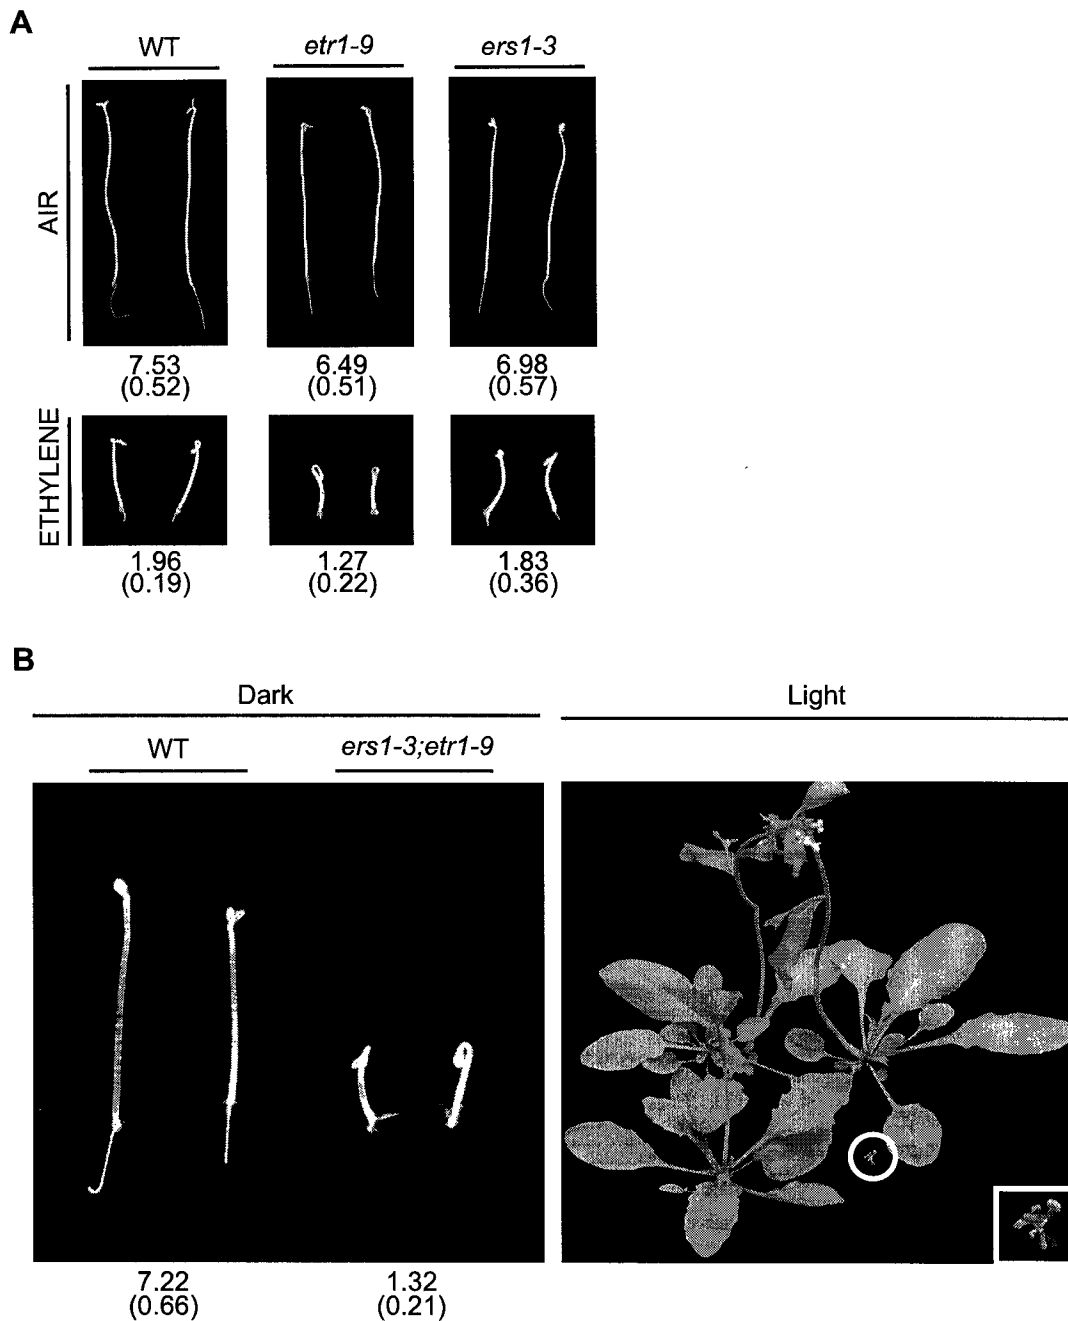 A
WT etr1-9 ers1-3
AIR
7.53 6.49 6.98
(0.52) (0.51) (0.57)
ETHYLENE
1.96 1.27 1.83
(0.19) (0.22) (0.36)
B
Dark Light
WT ers1-3;etr1-9
7.22 1.32
(0.66) (0.21)